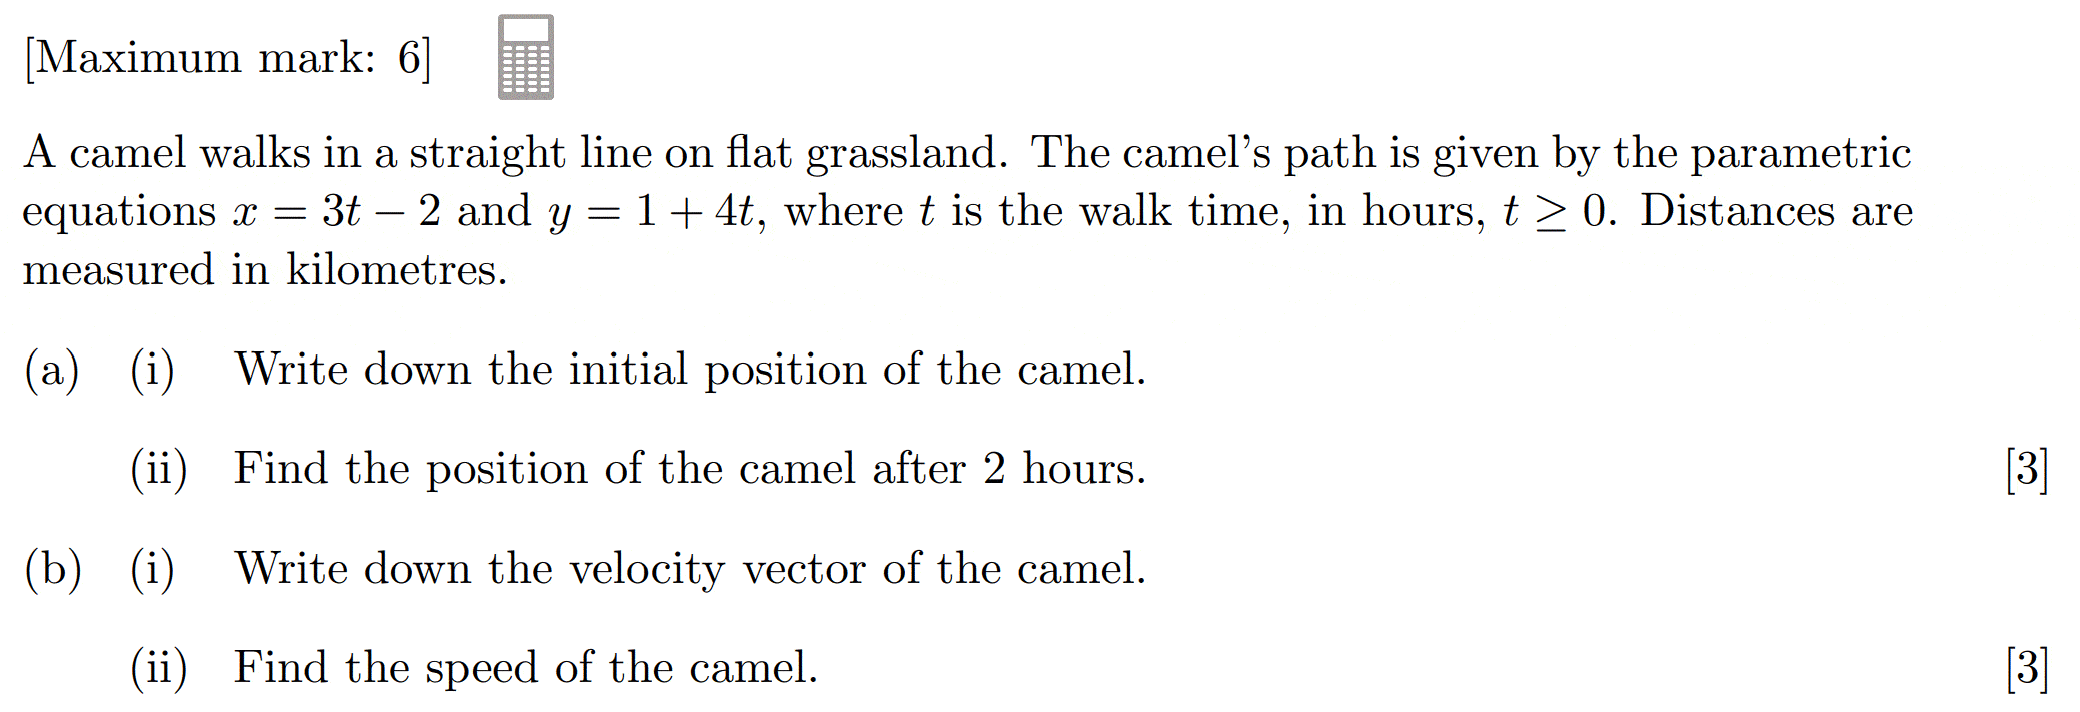 [Maximum mark: 6]
A camel walks in a straight line on flat grassland. The camel's path is given by the parametric
equations x = 3t − 2 and y = 1 + 4t, where t is the walk time, in hours, t ≥ 0. Distances are
measured in kilometres.
(a) (i) Write down the initial position of the camel.
(ii) Find the position of the camel after 2 hours. [3]
(b) (i) Write down the velocity vector of the camel.
(ii) Find the speed of the camel. [3]